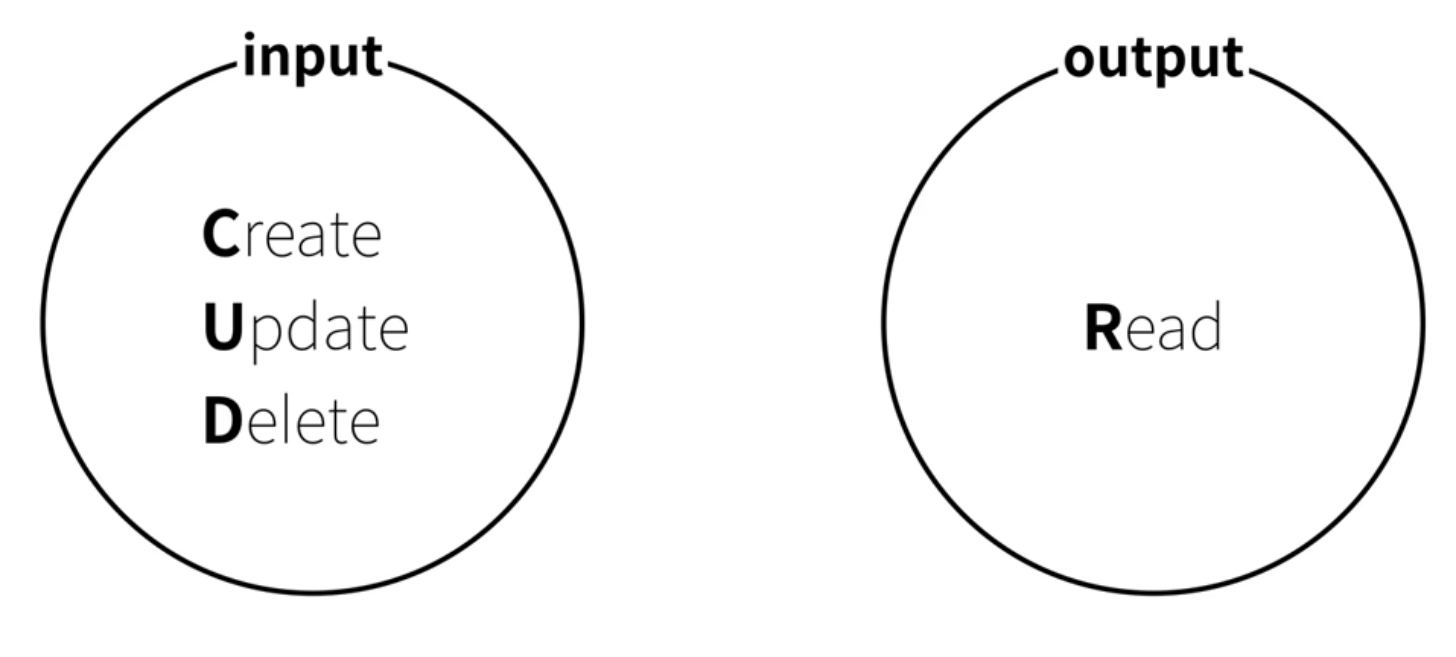 input
Create
Update
Delete
output
Read